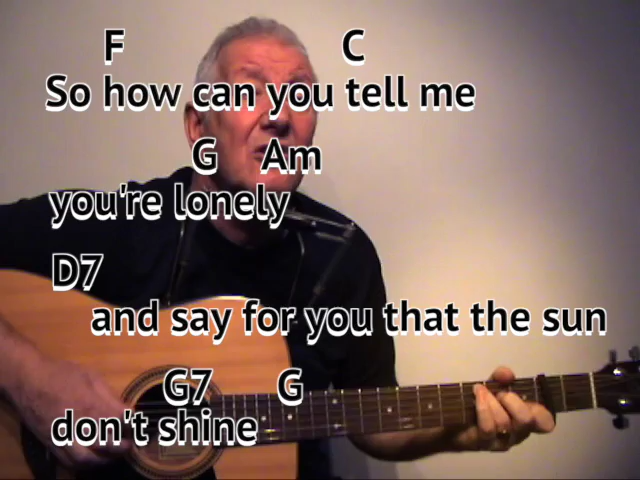 F C
So how can you tell me
G Am
you're lonely
D7
and say for you that the sun
G7 G
don't shine